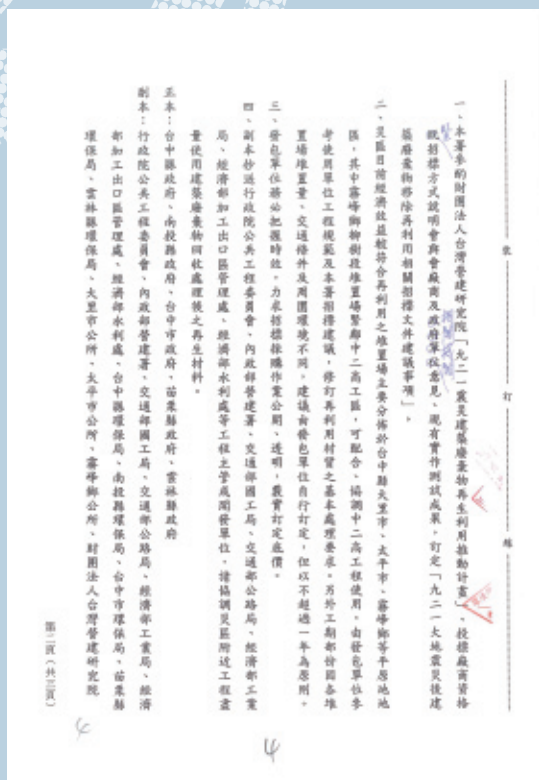 裝
訂
線
一、本署參酌財團法人台灣營建研究院「九二一震災建築廢棄物再生利用推動計畫」、投標廠商資格
暨招標方式說明會與會廠商及政府單位意見、現有實作測試成果,訂定「九二一大地震災後建
築廢棄物移除再利用相關招標文件建議事項」。
二、災區目前經濟效益較符合再利用之堆置場主要分佈於台中縣大里市、太平市、霧峰鄉等平原地
區,其中霧峰鄉柳樹段堆置場緊鄰中二高工區,可配合、協調中二高工程使用,由發包單位參
考使用單位工程規範及本署招標建議,修訂再利用材質之基本處理要求。另外工期部份因各堆
置場堆置量、交通條件及周圍環境不同,建議由發包單位自行訂定,但以不超過一年為原則。
三、發包單位務必把握時效,力求招標採購作業公開、透明,覈實訂定底價。
四、副本抄送行政院公共工程委員會、內政部營建署、交通部國工局、交通部公路局、經濟部工業
局、經濟部加工出口區管理處、經濟部水利處等工程主管或開發單位,請協調災區附近工程盡
量使用建築廢棄物回收處理後之再生材料。
正本:台中縣政府、南投縣政府、台中市政府、苗栗縣政府、雲林縣政府
副本:行政院公共工程委員會、內政部營建署、交通部國工局、交通部公路局、經濟部工業局、經濟
部加工出口區管理處、經濟部水利處、台中縣環保局、南投縣環保局、台中市環保局、苗栗縣
環保局、雲林縣環保局、大里市公所、太平市公所、霧峰鄉公所、財團法人台灣營建研究院
第二頁(共三頁)
4